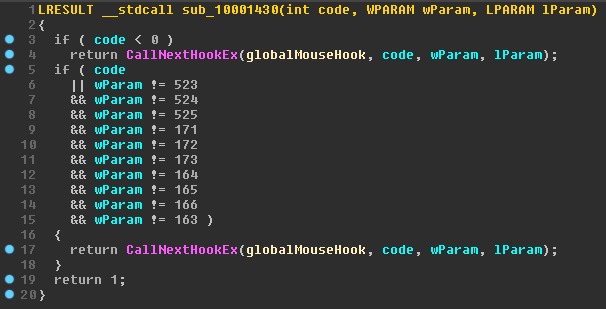 1 LRESULT __stdcall sub_10001430(int code, WPARAM wParam, LPARAM lParam)
2 {
3   if ( code < 0 )
4     return CallNextHookEx(globalMouseHook, code, wParam, lParam);
5   if ( code
6     || wParam != 523
7     && wParam != 524
8     && wParam != 525
9     && wParam != 171
10     && wParam != 172
11     && wParam != 173
12     && wParam != 164
13     && wParam != 165
14     && wParam != 166
15     && wParam != 163 )
16   {
17     return CallNextHookEx(globalMouseHook, code, wParam, lParam);
18   }
19   return 1;
20 }